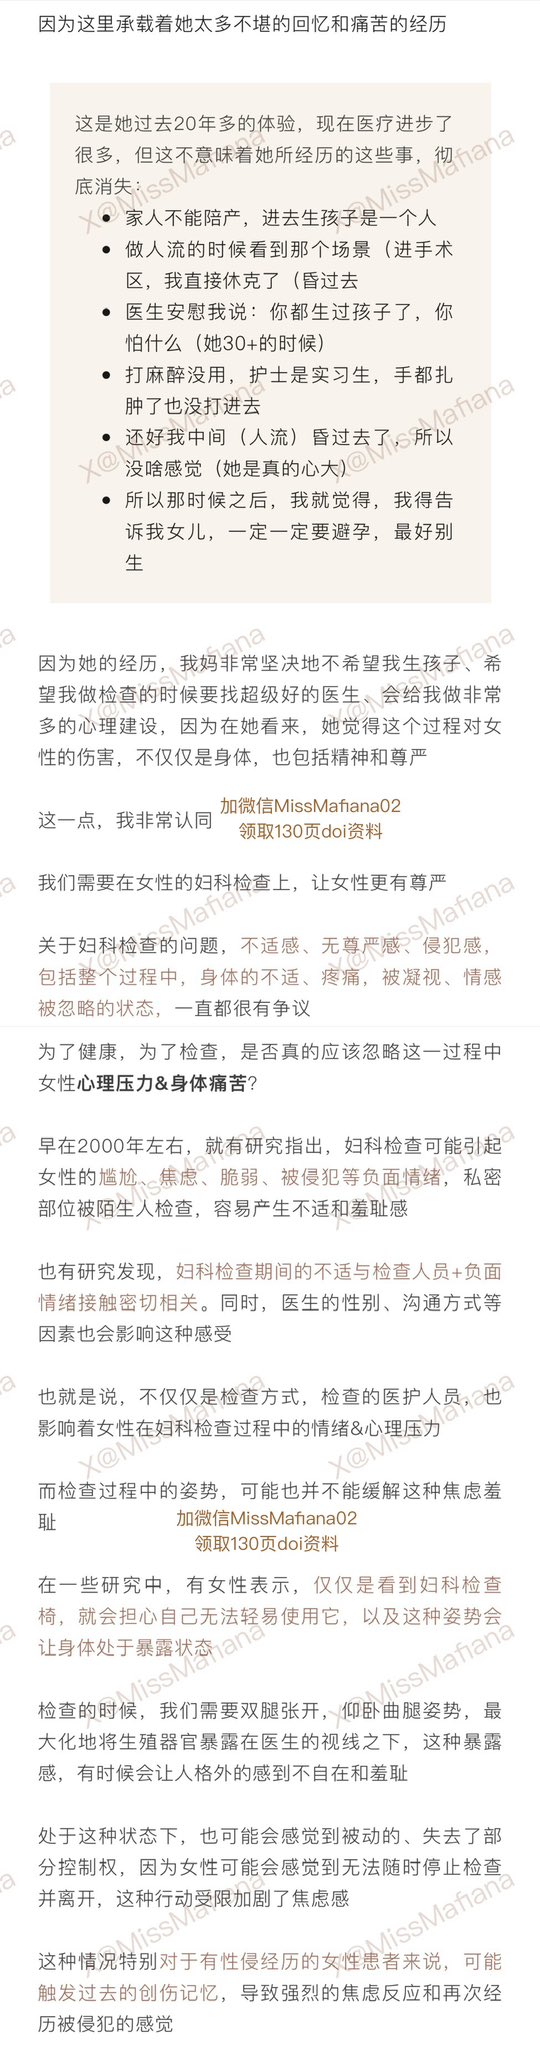 因为这里承载着她太多不堪的回忆和痛苦的经历
这是她过去20年多的体验，现在医疗进步了
很多，但这不意味着她所经历的这些事，彻
底消失：
• 家人不能陪产，进去生孩子是一个人
• 做人流的时候看到那个场景（进手术
区，我直接休克了（昏过去
• 医生安慰我说：你都生过孩子了，你
怕什么（她30+的时候）
• 打麻醉没用，护士是实习生，手都扎
肿了也没打进去
• 还好我中间（人流）昏过去了，所以
没啥感觉（她是真的心大）
• 所以那时候之后，我就觉得，我得告
诉我女儿，一定一定要避孕，最好别
生
因为她的经历，我妈非常坚决地不希望我生孩子、希
望我做检查的时候要找超级好的医生、会给我做非常
多的心理建设，因为在她看来，她觉得这个过程对女
性的伤害，不仅仅是身体，也包括精神和尊严
这一点，我非常认同
加微信MissMafiana02
领取130页doi资料
我们需要在女性的妇科检查上，让女性更有尊严
关于妇科检查的问题，不适感、无尊严感、侵犯感，
包括整个过程中，身体的不适、疼痛，被凝视、情感
被忽略的状态，一直都很有争议
为了健康，为了检查，是否真的应该忽略这一过程中
女性心理压力&身体痛苦？
早在2000年左右，就有研究指出，妇科检查可能引起
女性的尴尬、焦虑、脆弱、被侵犯等负面情绪，私密
部位被陌生人检查，容易产生不适和羞耻感
也有研究发现，妇科检查期间的不适与检查人员+负面
情绪接触密切相关。同时，医生的性别、沟通方式等
因素也会影响这种感受
也就是说，不仅仅是检查方式，检查的医护人员，也
影响着女性在妇科检查过程中的情绪&心理压力
而检查过程中的姿势，可能也并不能缓解这种焦虑羞
耻
加微信MissMafiana02
领取130页doi资料
在一些研究中，有女性表示，仅仅是看到妇科检查
椅，就会担心自己无法轻易使用它，以及这种姿势会
让身体处于暴露状态
检查的时候，我们需要双腿张开，仰卧曲腿姿势，最
大化地将生殖器官暴露在医生的视线之下，这种暴露
感，有时候会让人格外的感到不自在和羞耻
处于这种状态下，也可能会感觉到被动的、失去了部
分控制权，因为女性可能会感觉到无法随时停止检查
并离开，这种行动受限加剧了焦虑感
这种情况特别对于有性侵经历的女性患者来说，可能
触发过去的创伤记忆，导致强烈的焦虑反应和再次经
历被侵犯的感觉
X@MissMafiana